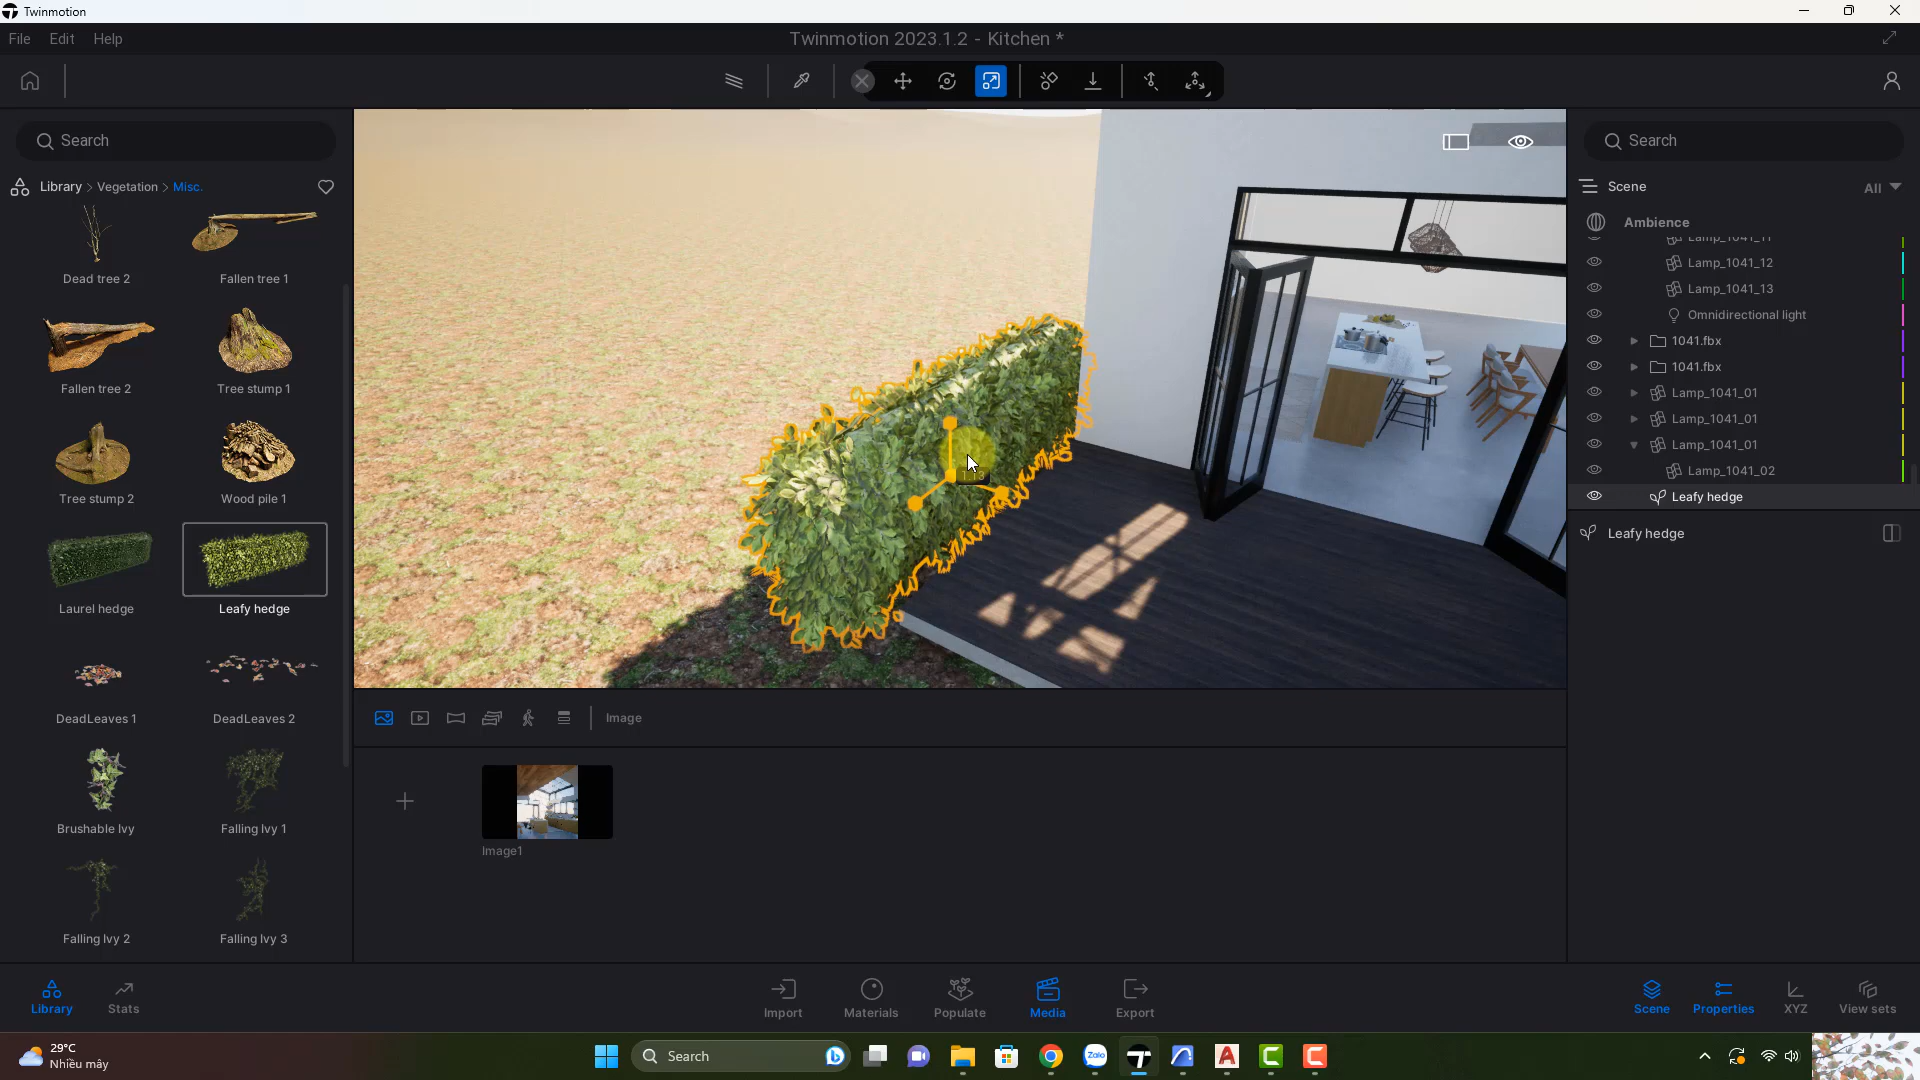 Twinmotion
File Edit Help
Twinmotion 2023.1.2 - Kitchen *
Search
Library > Vegetation > Misc.
Dead tree 2
Fallen tree 1
Fallen tree 2
Tree stump 1
Tree stump 2
Wood pile 1
Laurel hedge
Leafy hedge
DeadLeaves 1
DeadLeaves 2
Brushable Ivy
Falling Ivy 1
Falling Ivy 2
Falling Ivy 3
1.13
Image
Image1
Search
Scene
All
Ambience
Lamp_1041_11
Lamp_1041_12
Lamp_1041_13
Omnidirectional light
1041.fbx
1041.fbx
Lamp_1041_01
Lamp_1041_01
Lamp_1041_01
Lamp_1041_02
Leafy hedge
Leafy hedge
Library
Stats
Import
Materials
Populate
Media
Export
Scene
Properties
XYZ
View sets
29°C
Nhiều mây
Search
Zalo